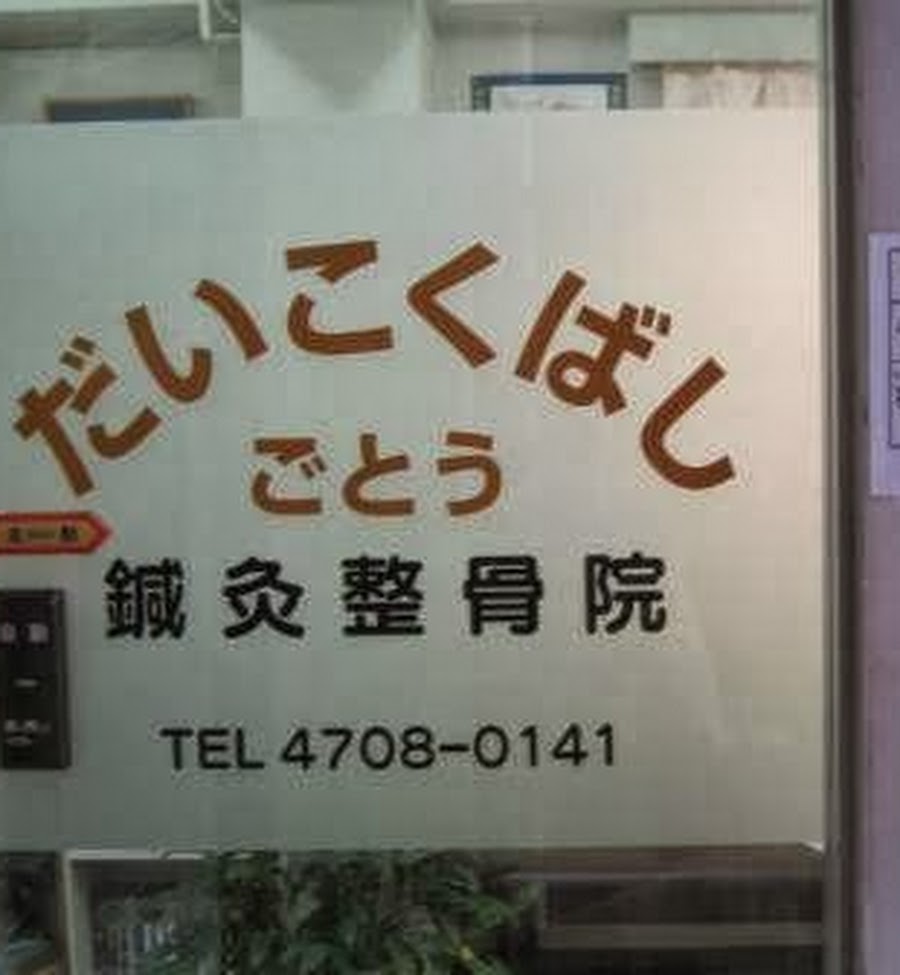 だいこくばし
ごとう
鍼灸整骨院
TEL 4708-0141